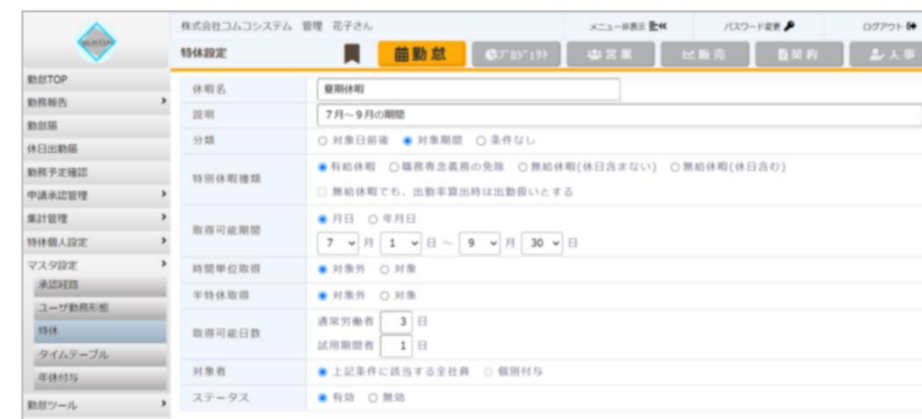 株式会社コムコシステム 管理 花子さん
メニュー非表示
パスワード変更
ログアウト
特休設定
勤怠
プロジェクト
営業
販売
契約
人事
勤怠TOP
勤務報告
勤怠届
休日出勤届
勤務予定確認
申請承認管理
集計管理
特休個人設定
マスタ設定
承認経路
ユーザ勤務形態
特休
タイムテーブル
年休付与
勤怠ツール
休暇名 夏期休暇
説明 7月～9月の期間
分類 対象日前後 対象期間 条件なし
特別休暇種類 有給休暇 職務専念義務の免除 無給休暇(休日含まない) 無給休暇(休日含む)
無給休暇でも、出勤率算出時は出勤扱いとする
取得可能期間 月日 年月日
7 月 1 日 ～ 9 月 30 日
時間単位取得 対象外 対象
半特休取得 対象外 対象
取得可能日数 通常労働者 3 日
試用期間者 1 日
対象者 上記条件に該当する全社員 個別付与
ステータス 有効 無効